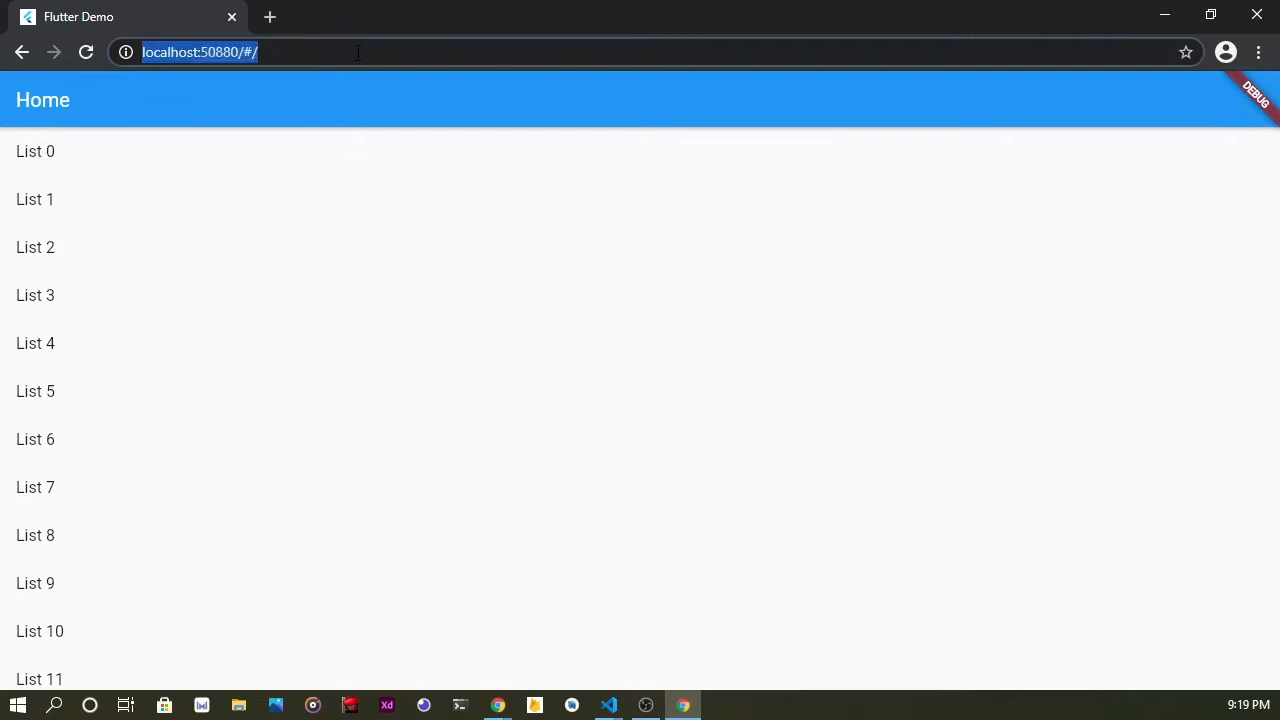 Flutter Demo
localhost:50880/#/
Home
DEBUG
List 0
List 1
List 2
List 3
List 4
List 5
List 6
List 7
List 8
List 9
List 10
List 11
Xd
9:19 PM